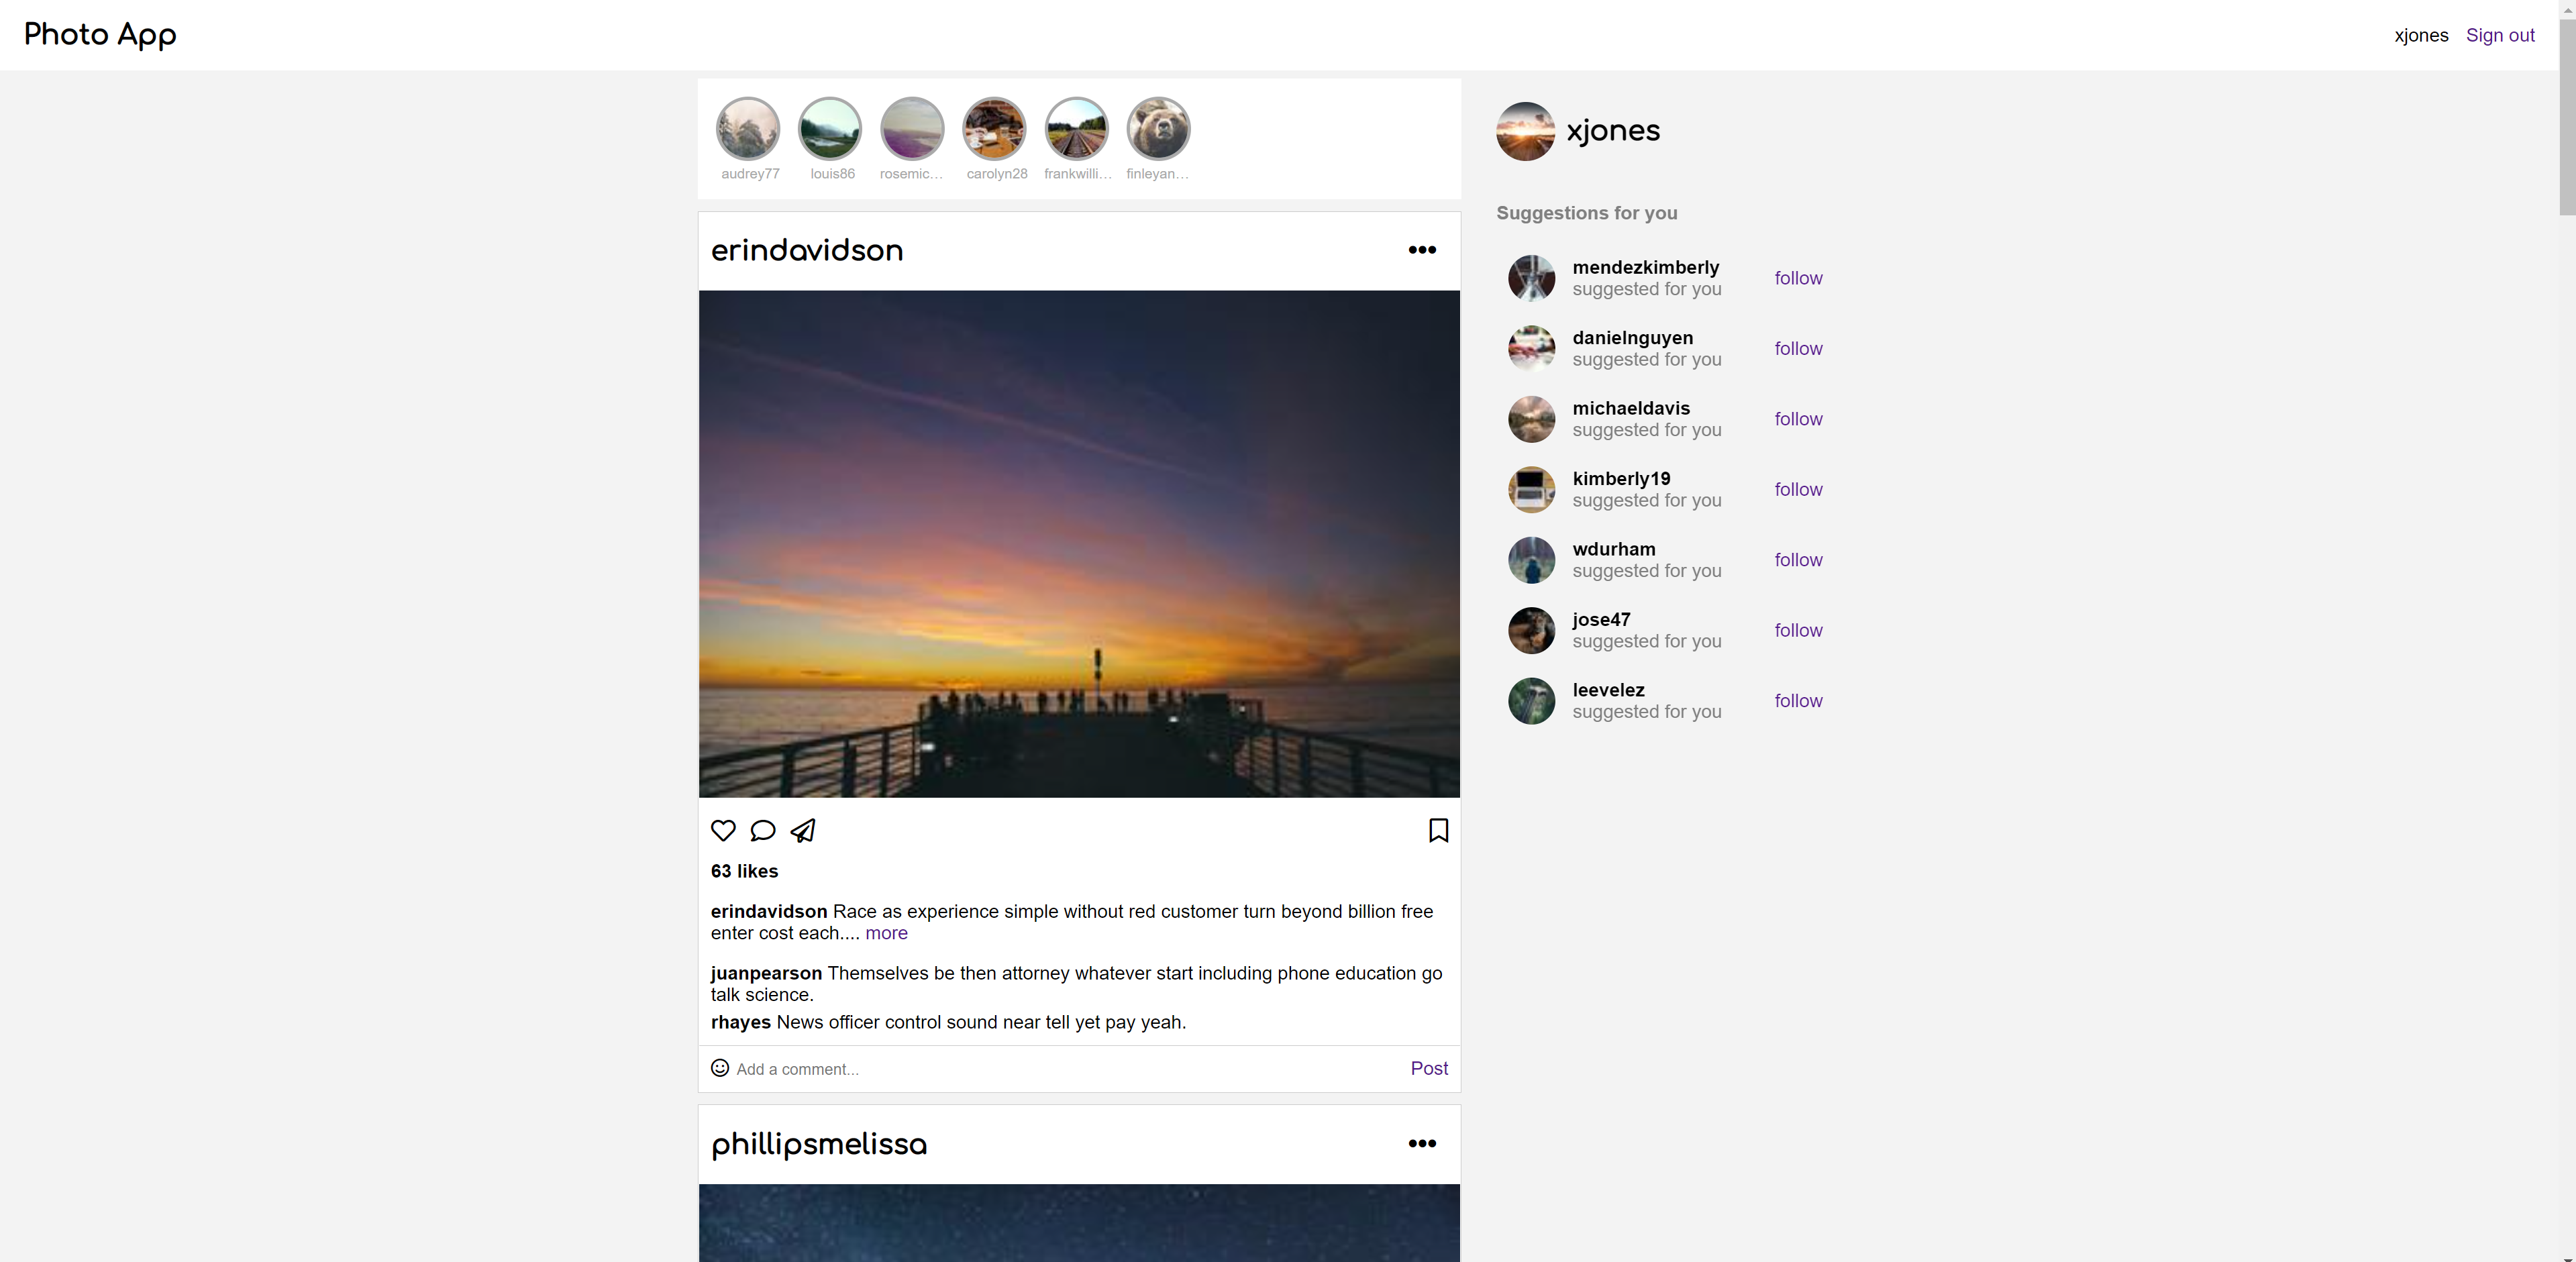 Photo App
xjones Sign out
audrey77 louis86 rosemic... carolyn28 frankwilli... finleyan...
xjones
Suggestions for you
mendezkimberly
suggested for you
follow
danielnguyen
suggested for you
follow
michaeldavis
suggested for you
follow
kimberly19
suggested for you
follow
wdurham
suggested for you
follow
jose47
suggested for you
follow
leevelez
suggested for you
follow
erindavidson
63 likes
erindavidson Race as experience simple without red customer turn beyond billion free
enter cost each.... more
juanpearson Themselves be then attorney whatever start including phone education go
talk science.
rhayes News officer control sound near tell yet pay yeah.
Add a comment...
Post
phillipsmelissa